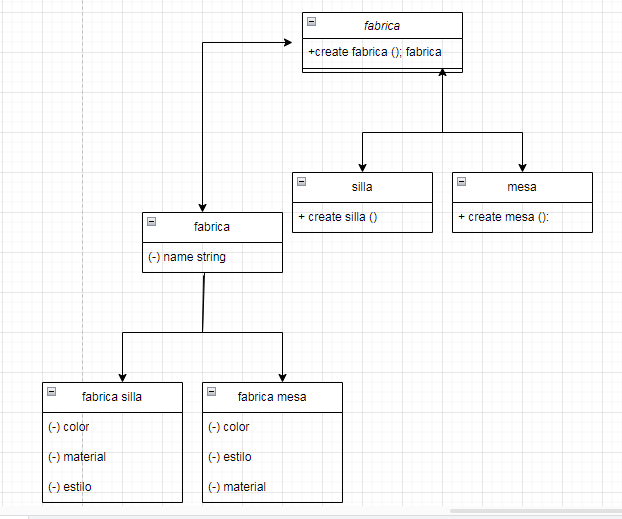 fabrica
+create fabrica (); fabrica
silla
+ create silla ()
mesa
+ create mesa ():
fabrica
(-) name string
fabrica silla
(-) color
(-) material
(-) estilo
fabrica mesa
(-) color
(-) estilo
(-) material